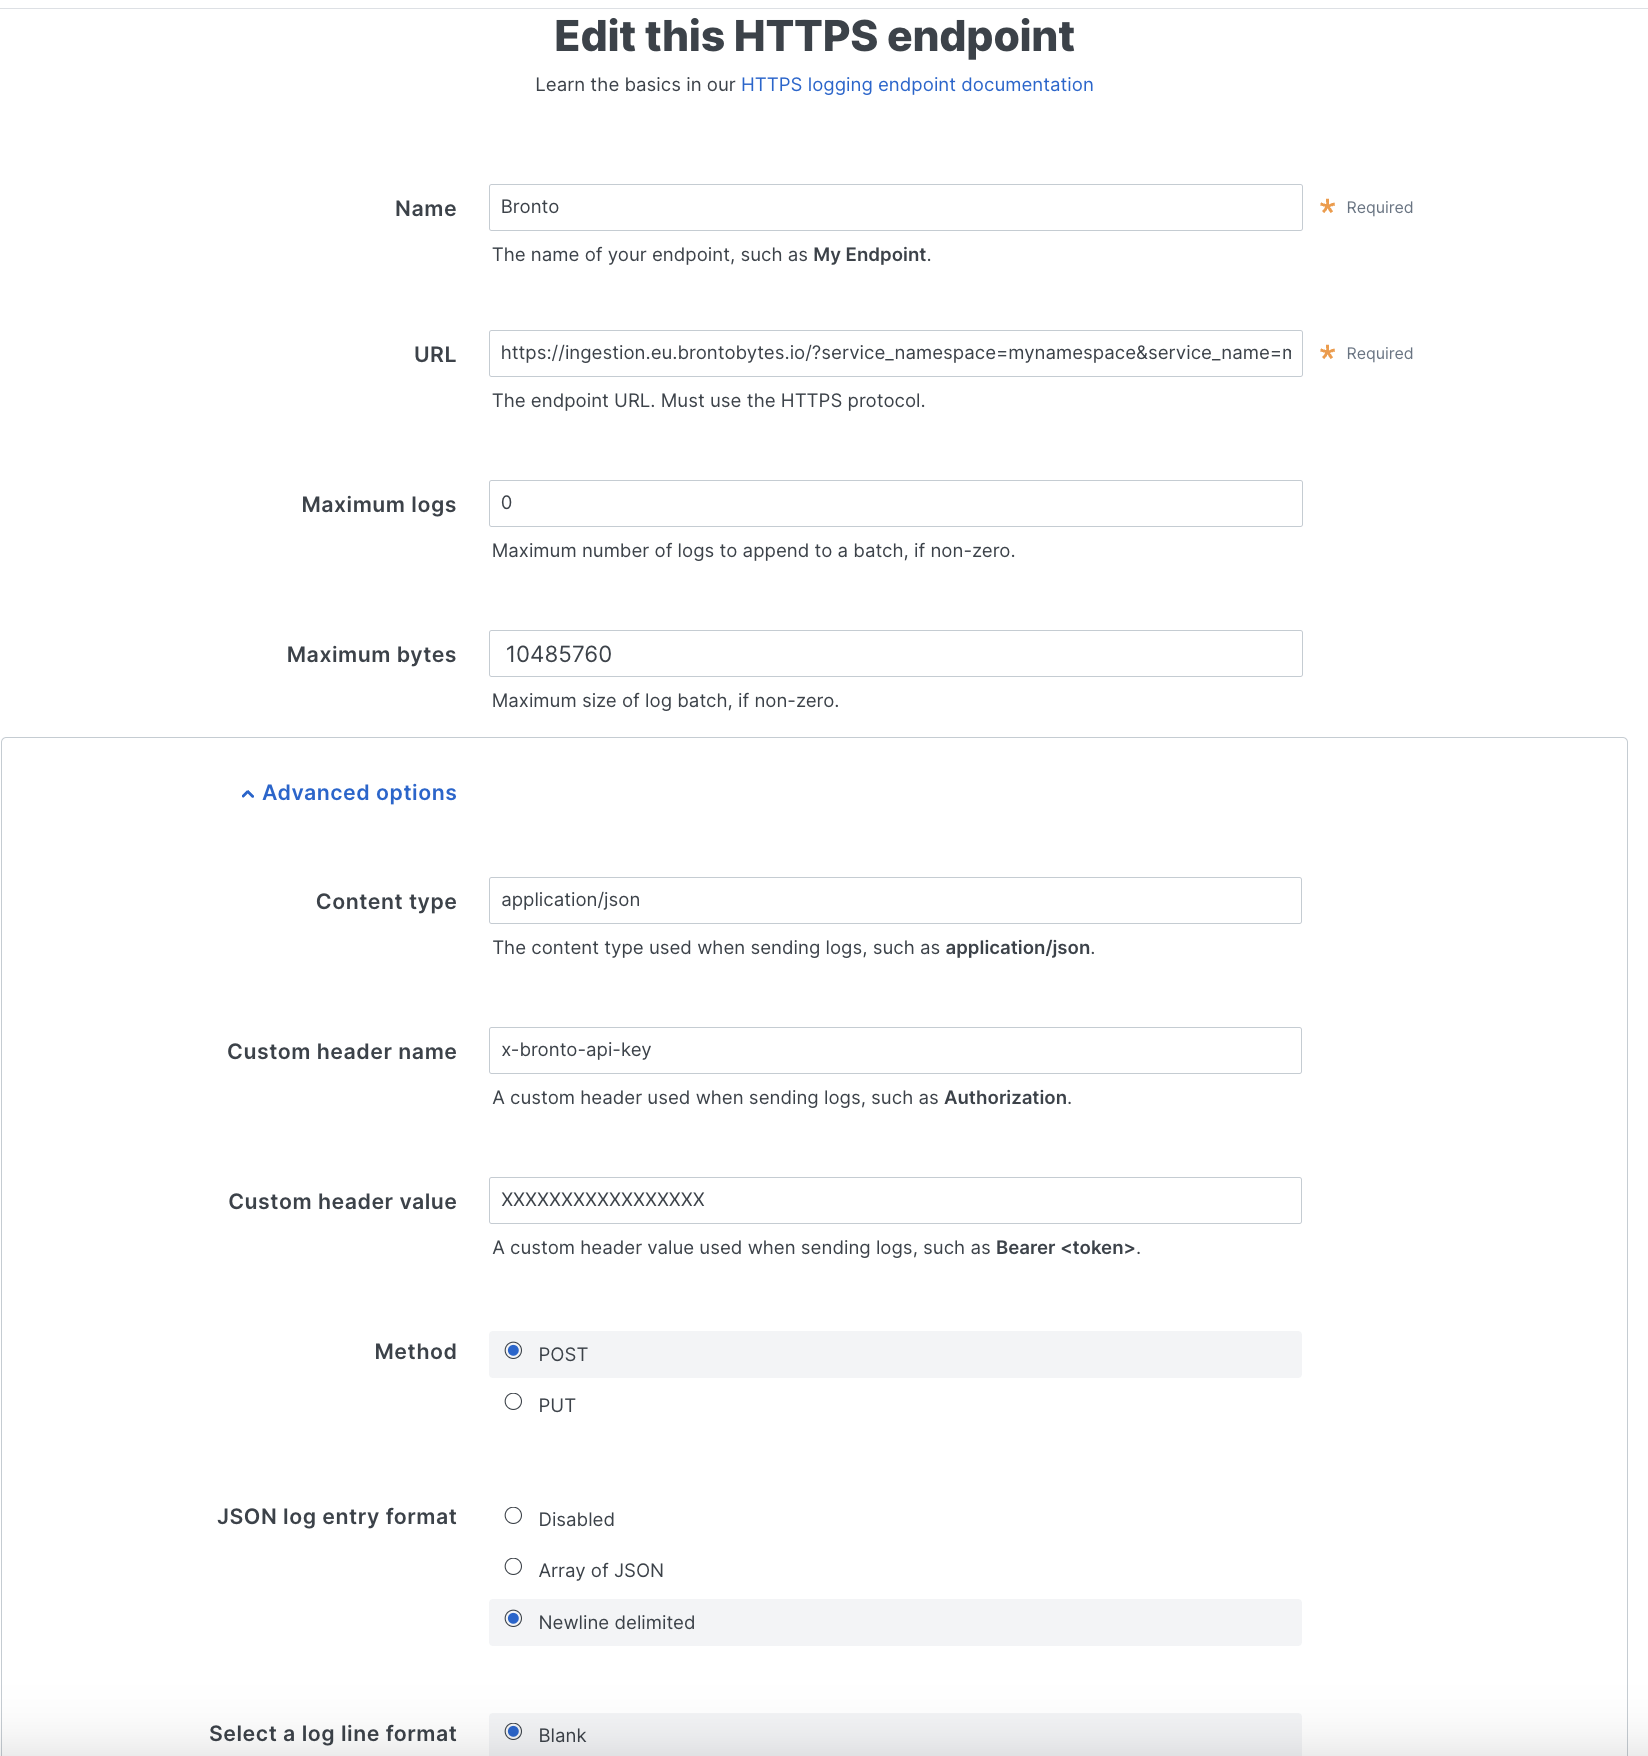 Edit this HTTPS endpoint
Learn the basics in our HTTPS logging endpoint documentation
Name
Bronto
* Required
The name of your endpoint, such as My Endpoint.
URL
https://ingestion.eu.brontobytes.io/?service_namespace=mynamespace&service_name=n
* Required
The endpoint URL. Must use the HTTPS protocol.
Maximum logs
0
Maximum number of logs to append to a batch, if non-zero.
Maximum bytes
10485760
Maximum size of log batch, if non-zero.
Advanced options
Content type
application/json
The content type used when sending logs, such as application/json.
Custom header name
x-bronto-api-key
A custom header used when sending logs, such as Authorization.
Custom header value
XXXXXXXXXXXXXXXXX
A custom header value used when sending logs, such as Bearer <token>.
Method
POST
PUT
JSON log entry format
Disabled
Array of JSON
Newline delimited
Select a log line format
Blank